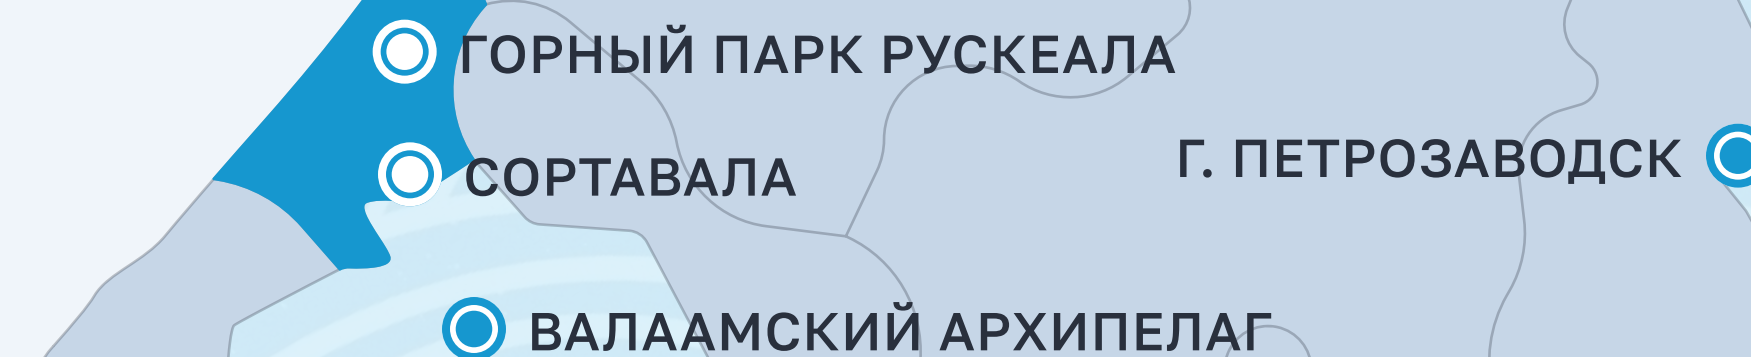 ГОРНЫЙ ПАРК РУСКЕАЛА
СОРТАВАЛА
Г. ПЕТРОЗАВОДСК
ВАЛААМСКИЙ АРХИПЕЛАГ